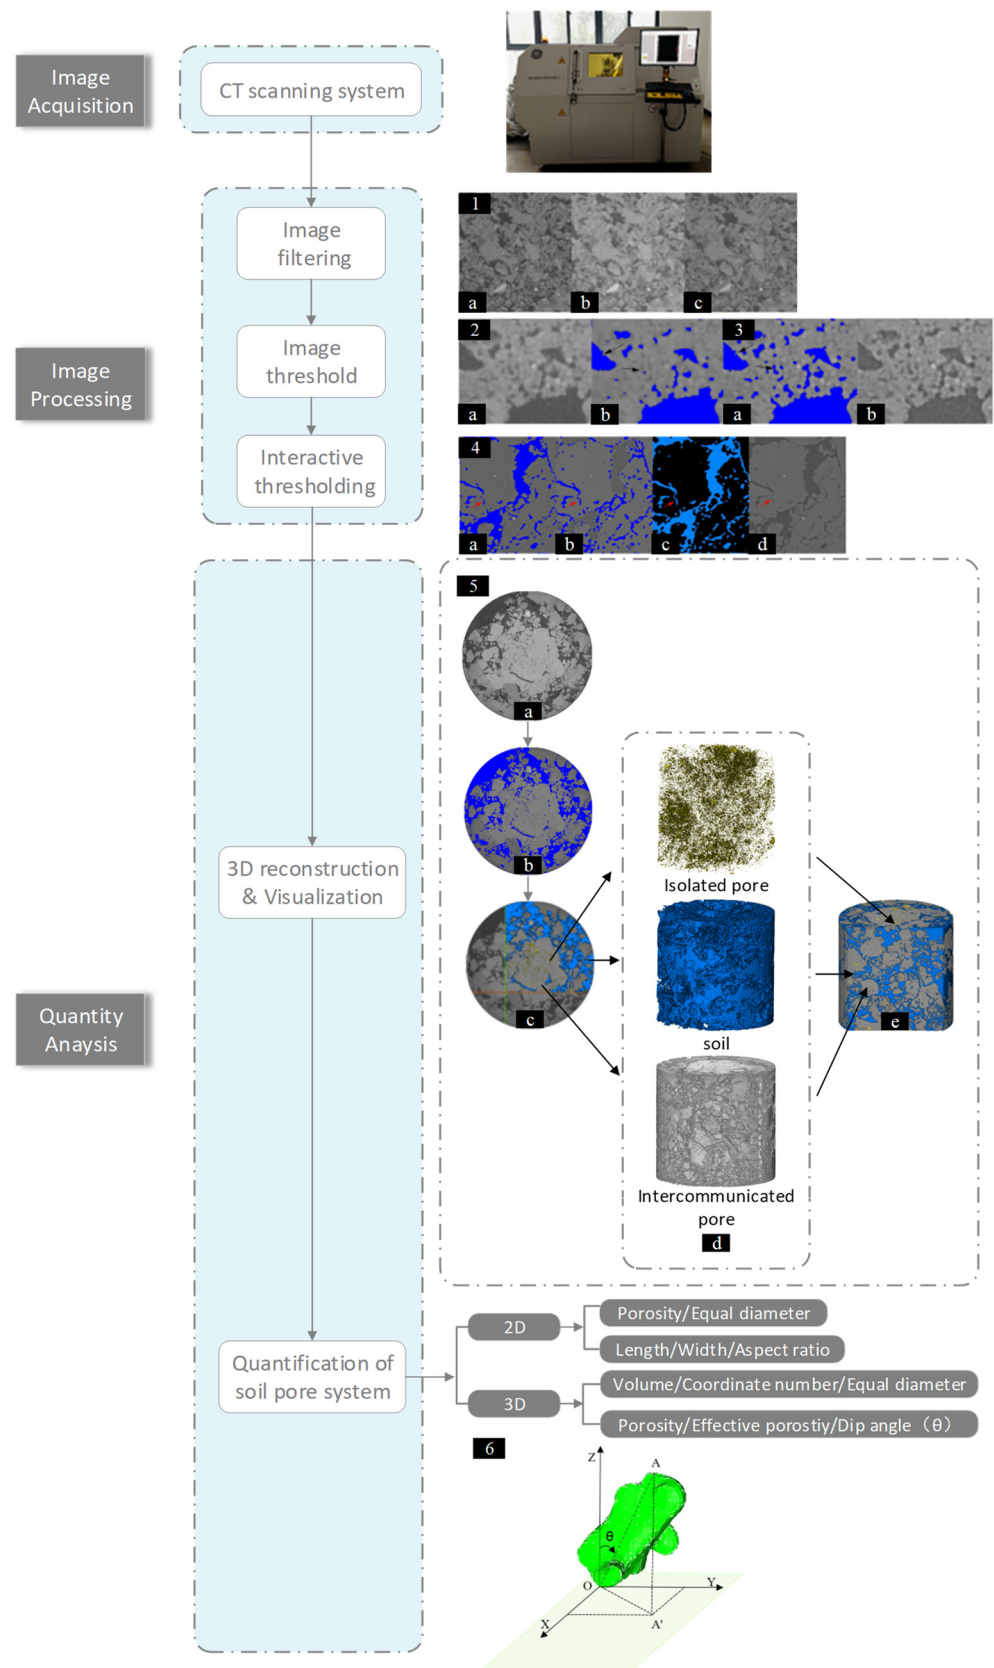 Image
Acquisition
CT scanning system
Image
filtering
1
a
b
c
Image
threshold
2
3
a
b
a
b
Image
Processing
Interactive
thresholding
4
a
b
c
d
5
a
b
c
Isolated pore
soil
Intercommunicated
pore
d
e
3D reconstruction
& Visualization
Quantity
Anaysis
Quantification of
soil pore system
2D
Porosity/Equal diameter
Length/Width/Aspect ratio
3D
Volume/Coordinate number/Equal diameter
Porosity/Effective porostiy/Dip angle（θ）
6
Z
A
θ
O
Y
X
A'